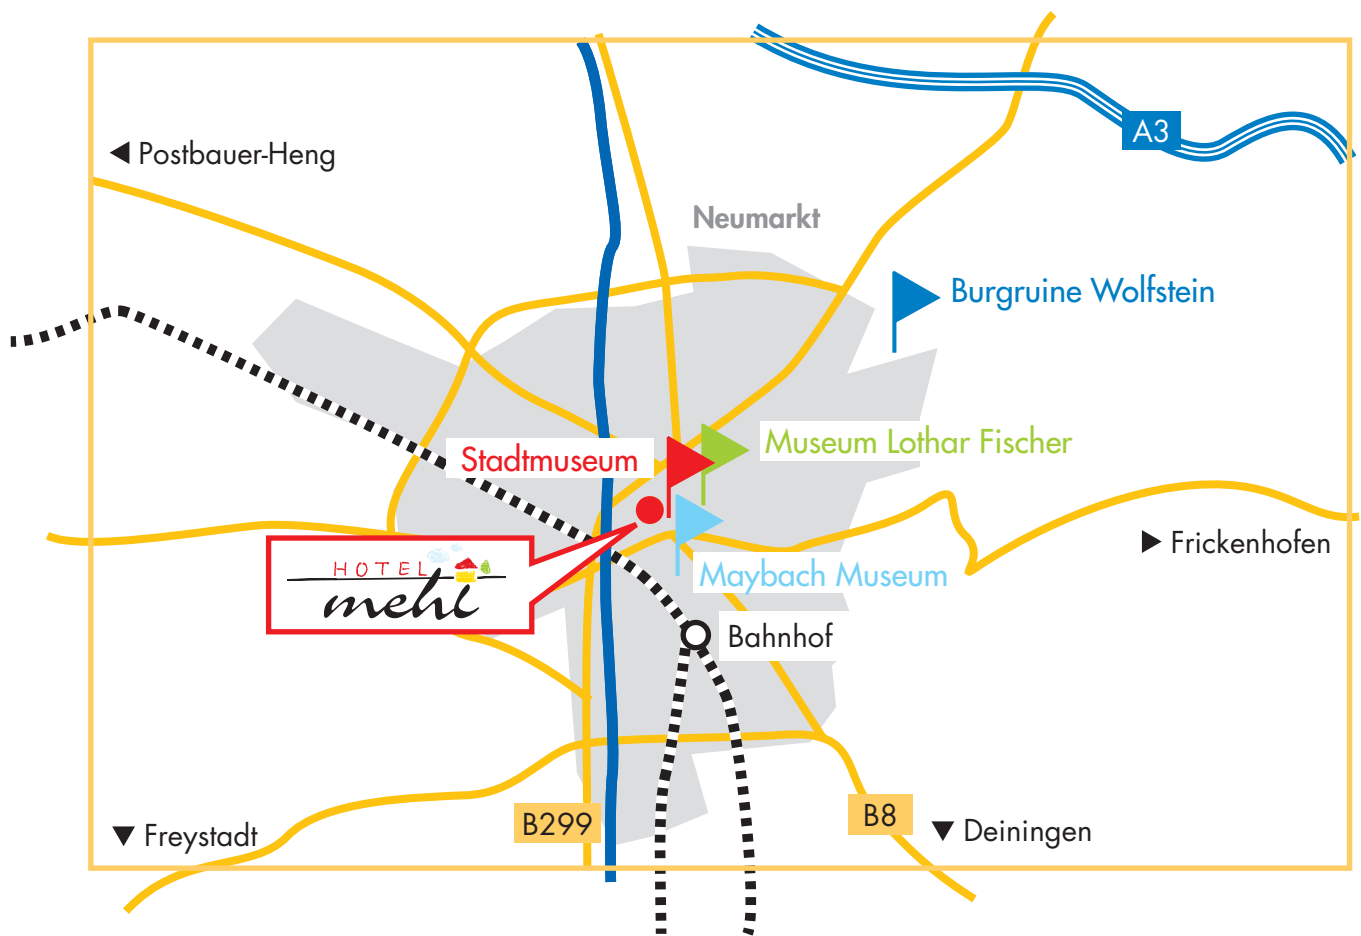 A3
Postbauer-Heng
Neumarkt
Burgruine Wolfstein
Museum Lothar Fischer
Stadtmuseum
Frickenhofen
HOTEL
mehi
Maybach Museum
Bahnhof
B299
B8
Freystadt
Deiningen